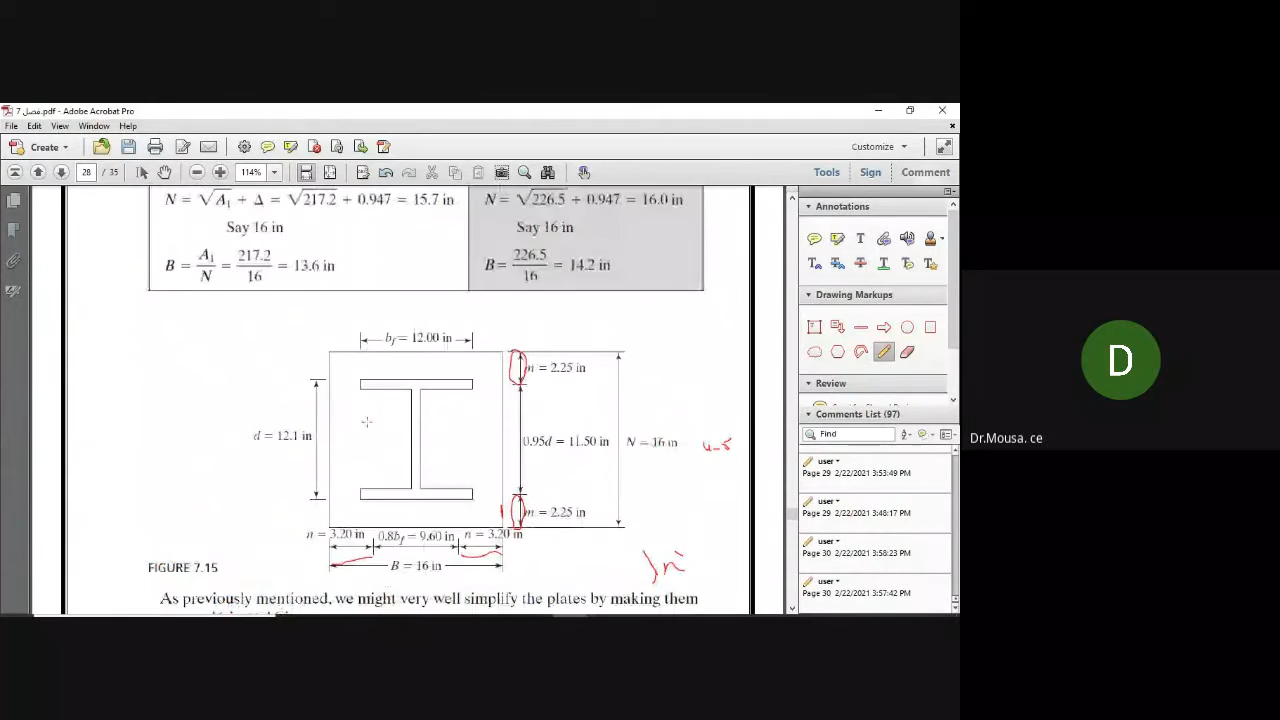 فصل 7.pdf - Adobe Acrobat Pro
File Edit View Window Help
Create Customize
28 / 35 114% Tools Sign Comment
N = √A₁ + Δ = √217.2 + 0.947 = 15.7 in
Say 16 in
B = A₁/N = 217.2/16 = 13.6 in
N = √226.5 + 0.947 = 16.0 in
Say 16 in
B = 226.5/16 = 14.2 in
bf = 12.00 in
m = 2.25 in
d = 12.1 in
0.95d = 11.50 in
N = 16 in
m = 2.25 in
n = 3.20 in
0.8bf = 9.60 in
n = 3.20 in
B = 16 in
FIGURE 7.15
As previously mentioned, we might very well simplify the plates by making them
Annotations
Drawing Markups
Review
Comments List (97)
Find
user
Page 29 2/22/2021 3:53:49 PM
user
Page 29 2/22/2021 3:48:17 PM
user
Page 30 2/22/2021 3:58:23 PM
user
Page 30 2/22/2021 3:57:42 PM
D
Dr.Mousa. ce